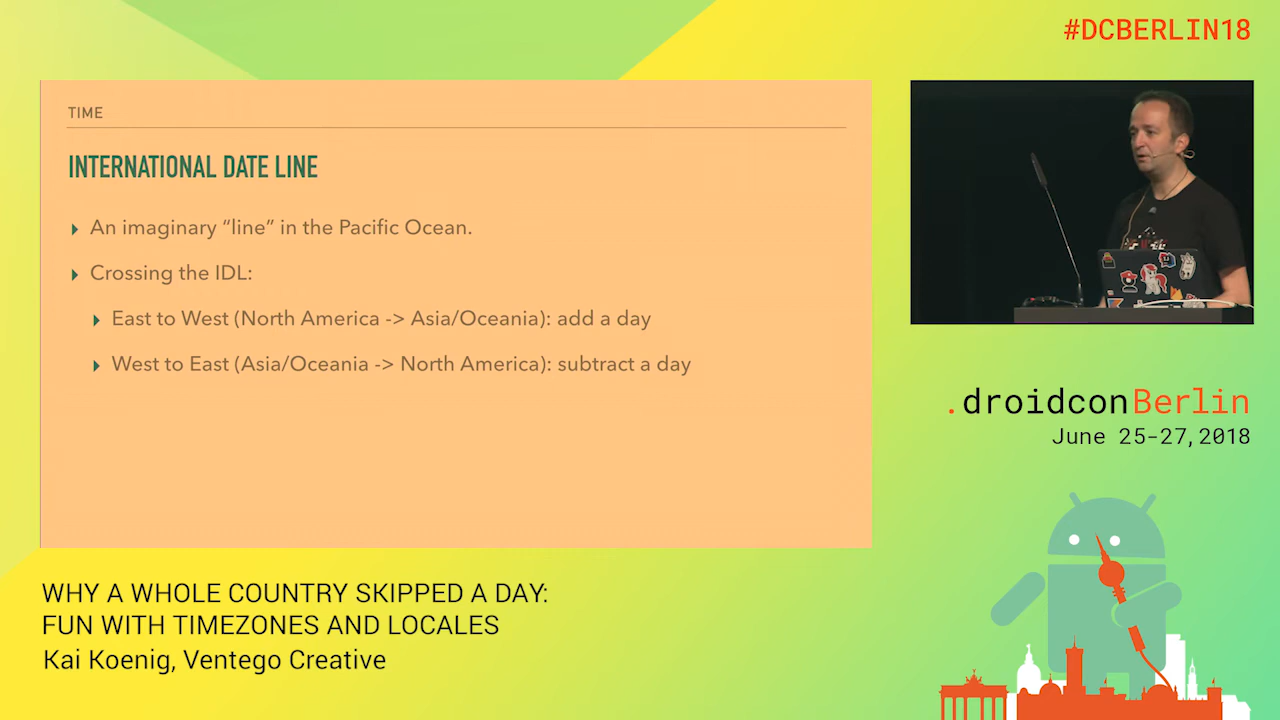 #DCBERLIN18
TIME
INTERNATIONAL DATE LINE
An imaginary “line” in the Pacific Ocean.
Crossing the IDL:
East to West (North America -> Asia/Oceania): add a day
West to East (Asia/Oceania -> North America): subtract a day
.droidconBerlin
June 25-27, 2018
WHY A WHOLE COUNTRY SKIPPED A DAY:
FUN WITH TIMEZONES AND LOCALES
Kai Koenig, Ventego Creative